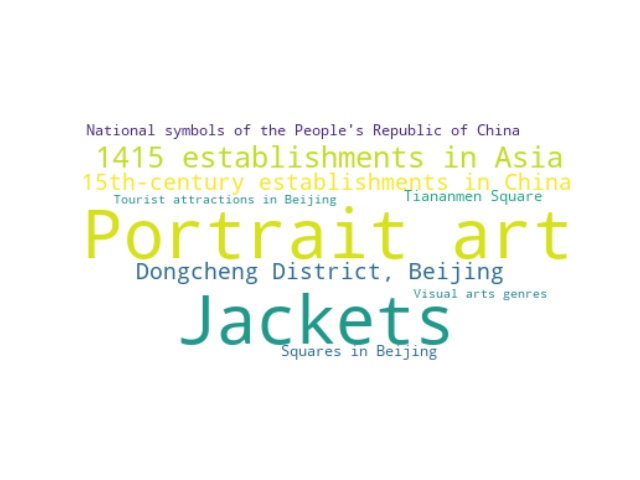 National symbols of the People's Republic of China
1415 establishments in Asia
15th-century establishments in China
Tourist attractions in Beijing
Tiananmen Square
Portrait art
Dongcheng District, Beijing
Visual arts genres
Jackets
Squares in Beijing